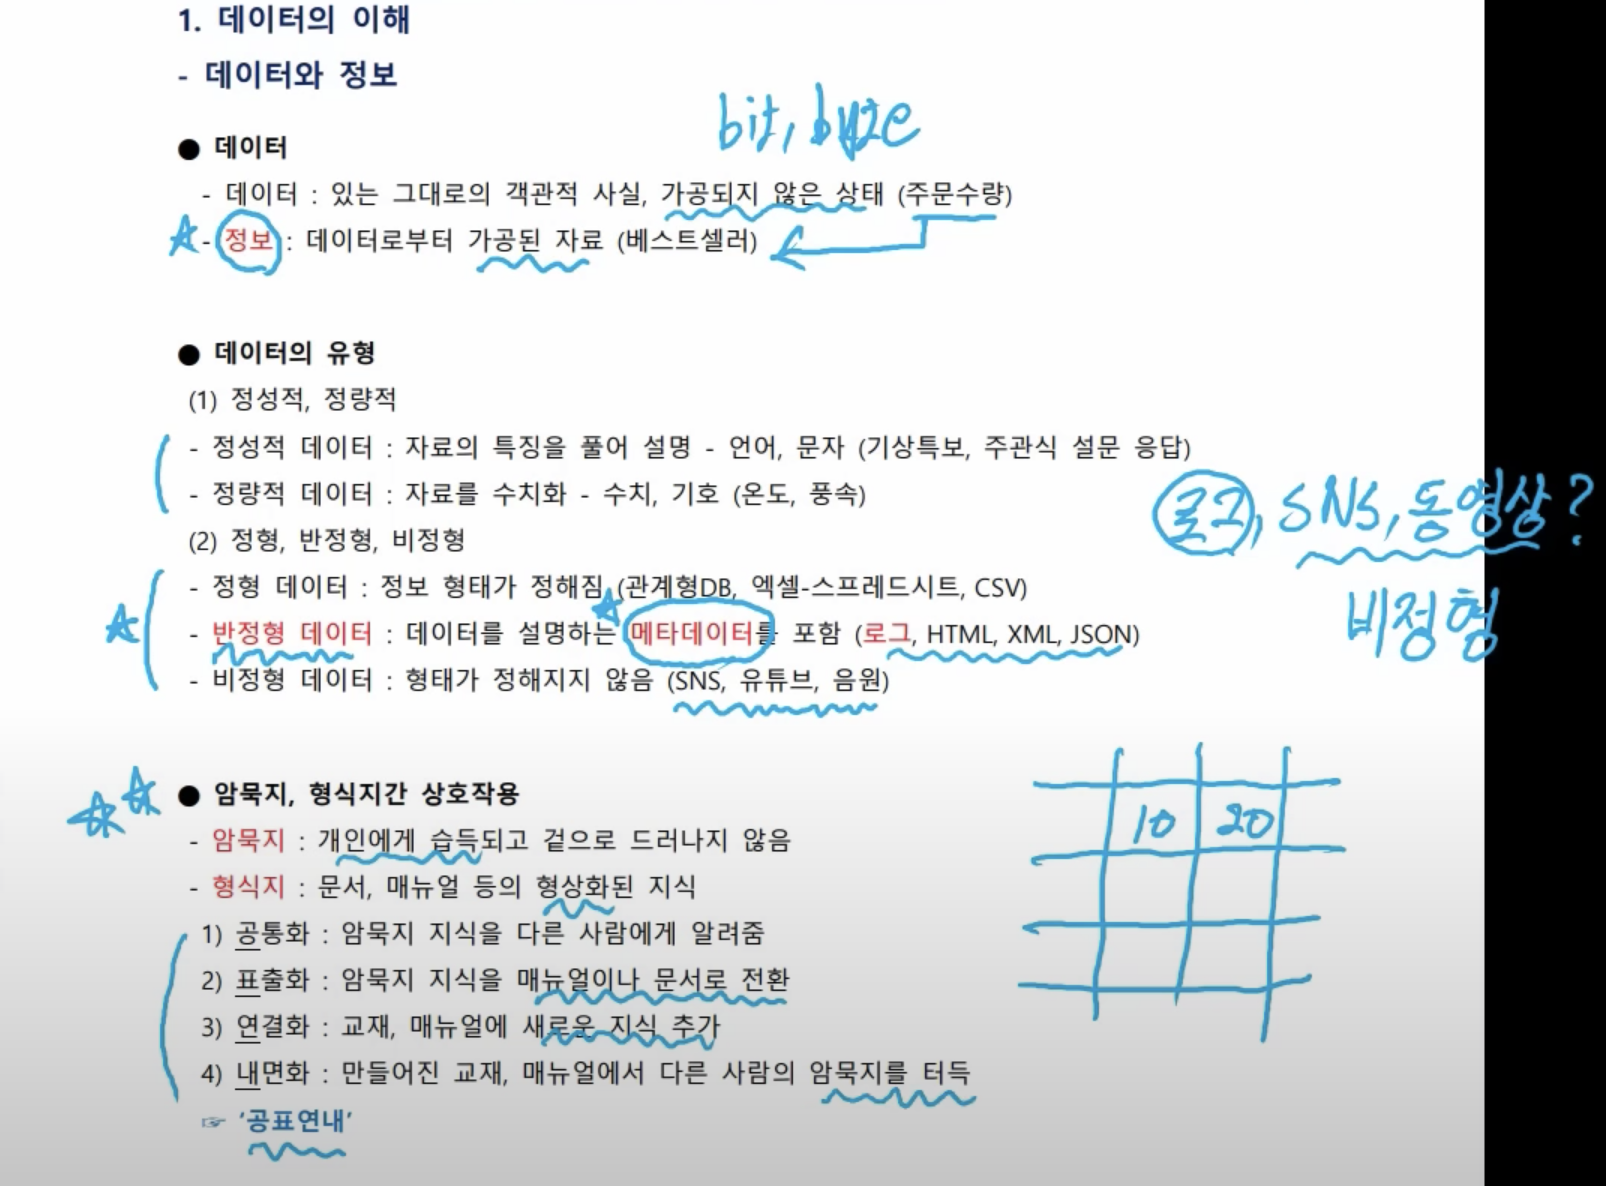 1. 데이터의 이해
- 데이터와 정보
bit, byte
● 데이터
- 데이터 : 있는 그대로의 객관적 사실, 가공되지 않은 상태 (주문수량)
- 정보 : 데이터로부터 가공된 자료 (베스트셀러)
● 데이터의 유형
(1) 정성적, 정량적
- 정성적 데이터 : 자료의 특징을 풀어 설명 - 언어, 문자 (기상특보, 주관식 설문 응답)
- 정량적 데이터 : 자료를 수치화 - 수치, 기호 (온도, 풍속)
로그, SNS, 동영상?
(2) 정형, 반정형, 비정형
- 정형 데이터 : 정보 형태가 정해짐 (관계형DB, 엑셀-스프레드시트, CSV)
- 반정형 데이터 : 데이터를 설명하는 메타데이터를 포함 (로그, HTML, XML, JSON)
비정형
- 비정형 데이터 : 형태가 정해지지 않음 (SNS, 유튜브, 음원)
● 암묵지, 형식지간 상호작용
- 암묵지 : 개인에게 습득되고 겉으로 드러나지 않음
10 20
- 형식지 : 문서, 매뉴얼 등의 형상화된 지식
1) 공통화 : 암묵지 지식을 다른 사람에게 알려줌
2) 표출화 : 암묵지 지식을 매뉴얼이나 문서로 전환
3) 연결화 : 교재, 매뉴얼에 새로운 지식 추가
4) 내면화 : 만들어진 교재, 매뉴얼에서 다른 사람의 암묵지를 터득
☞ '공표연내'